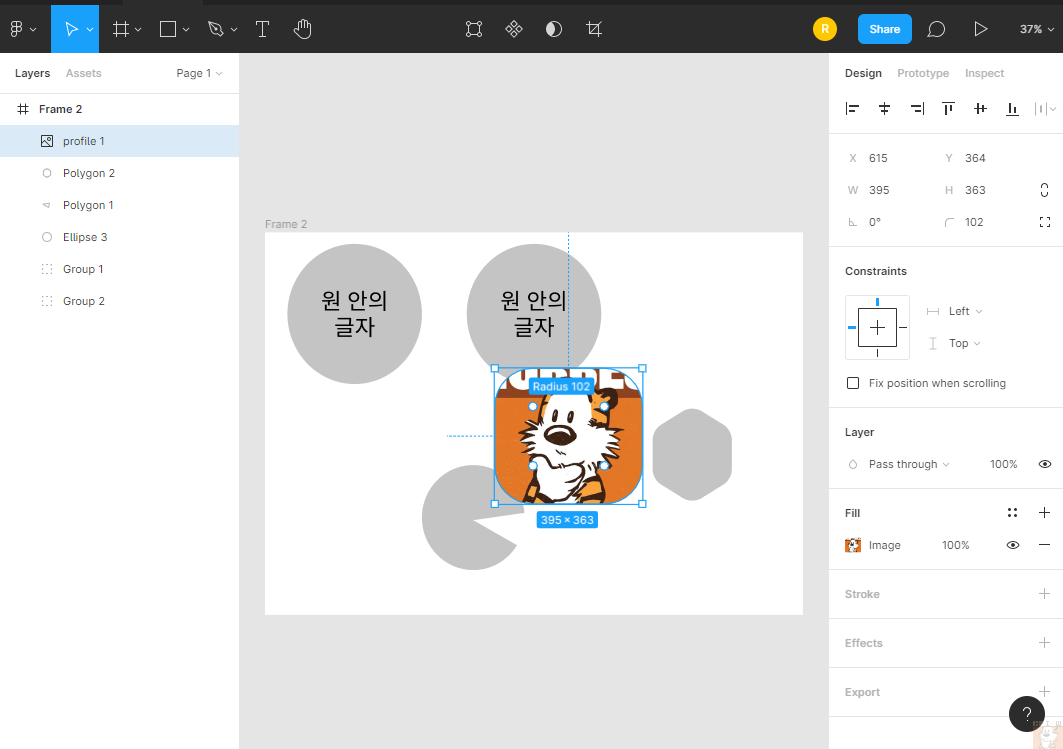 R
Share
37%
Layers
Assets
Page 1
Design
Prototype
Inspect
Frame 2
profile 1
Polygon 2
Polygon 1
Ellipse 3
Group 1
Group 2
Frame 2
원 안의
글자
원 안의
글자
Radius 102
395 × 363
X 615
Y 364
W 395
H 363
0°
102
Constraints
Left
Top
Fix position when scrolling
Layer
Pass through
100%
Fill
Image
100%
Stroke
Effects
Export
?